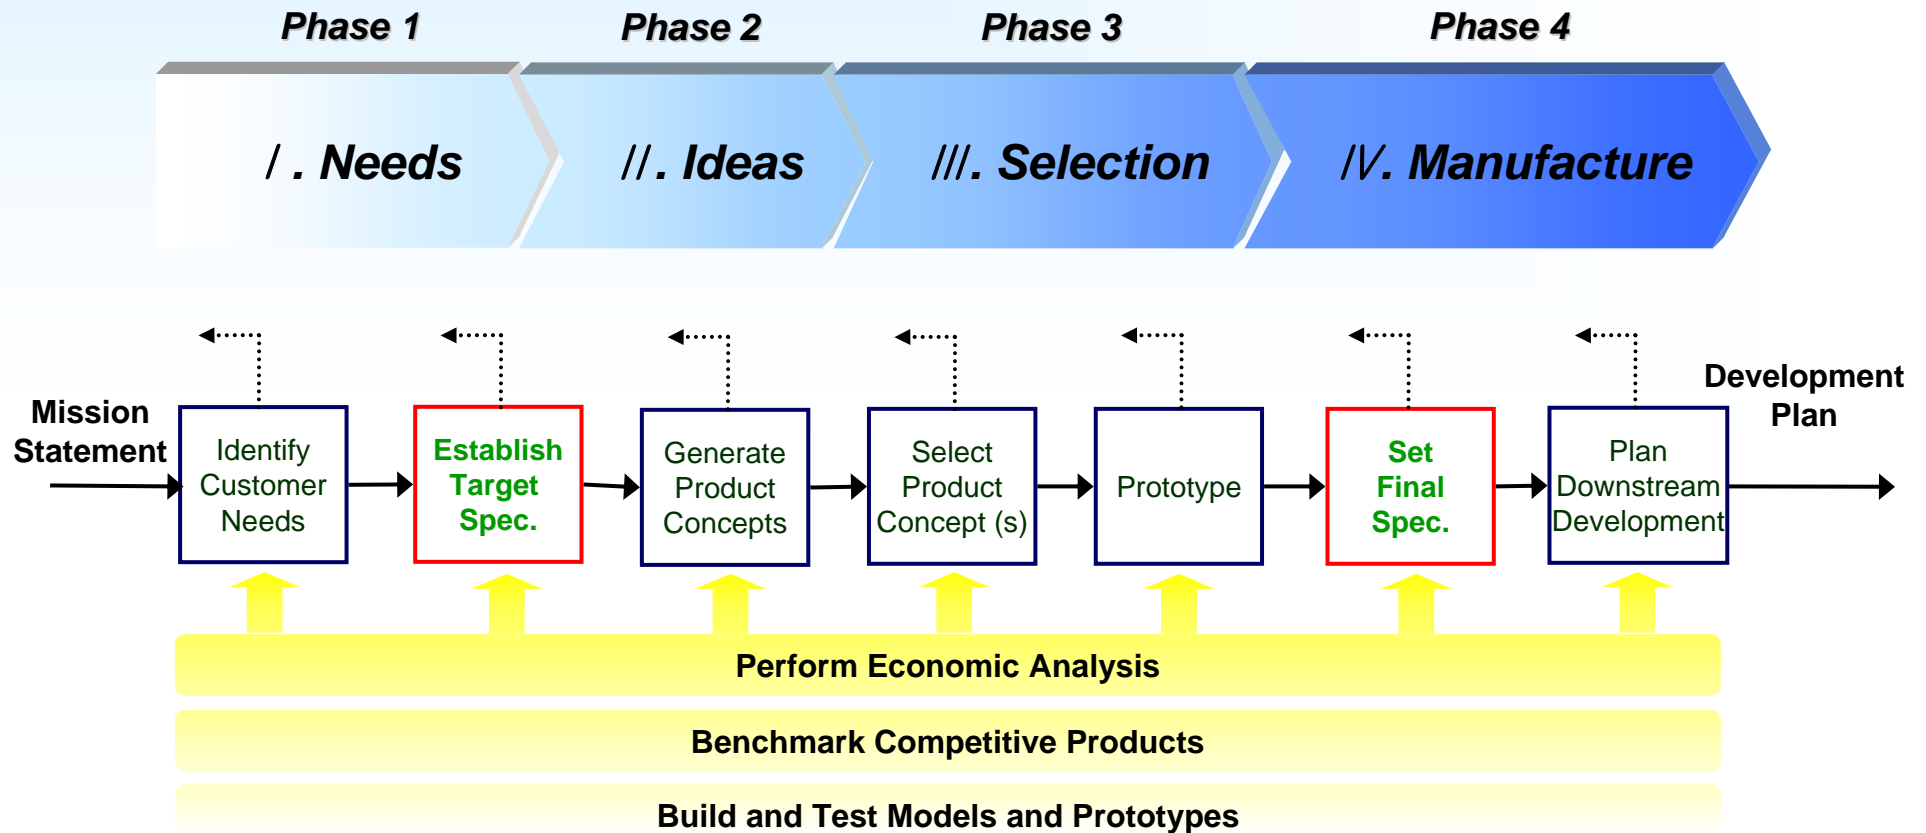 Phase 1
Phase 2
Phase 3
Phase 4
I . Needs
II. Ideas
III. Selection
IV. Manufacture
Mission
Statement
Identify
Customer
Needs
Establish
Target
Spec.
Generate
Product
Concepts
Select
Product
Concept (s)
Prototype
Set
Final
Spec.
Plan
Downstream
Development
Development
Plan
Perform Economic Analysis
Benchmark Competitive Products
Build and Test Models and Prototypes